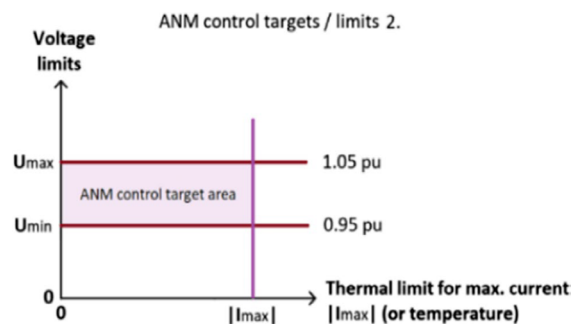 ANM control targets / limits 2.
Voltage
limits
Umax
1.05 pu
ANM control target area
Umin
0.95 pu
0
0
|Imax|
Thermal limit for max. current
|Imax| (or temperature)